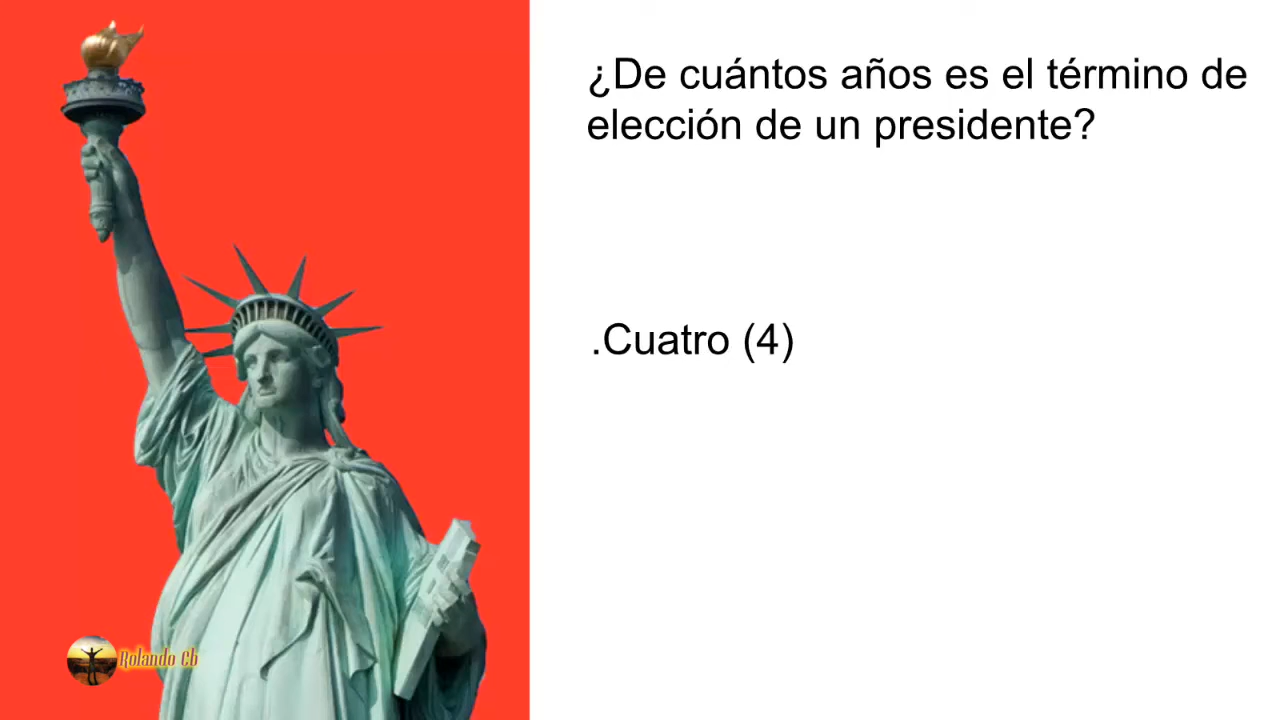 ¿De cuántos años es el término de
elección de un presidente?
.Cuatro (4)
Rolando Cb